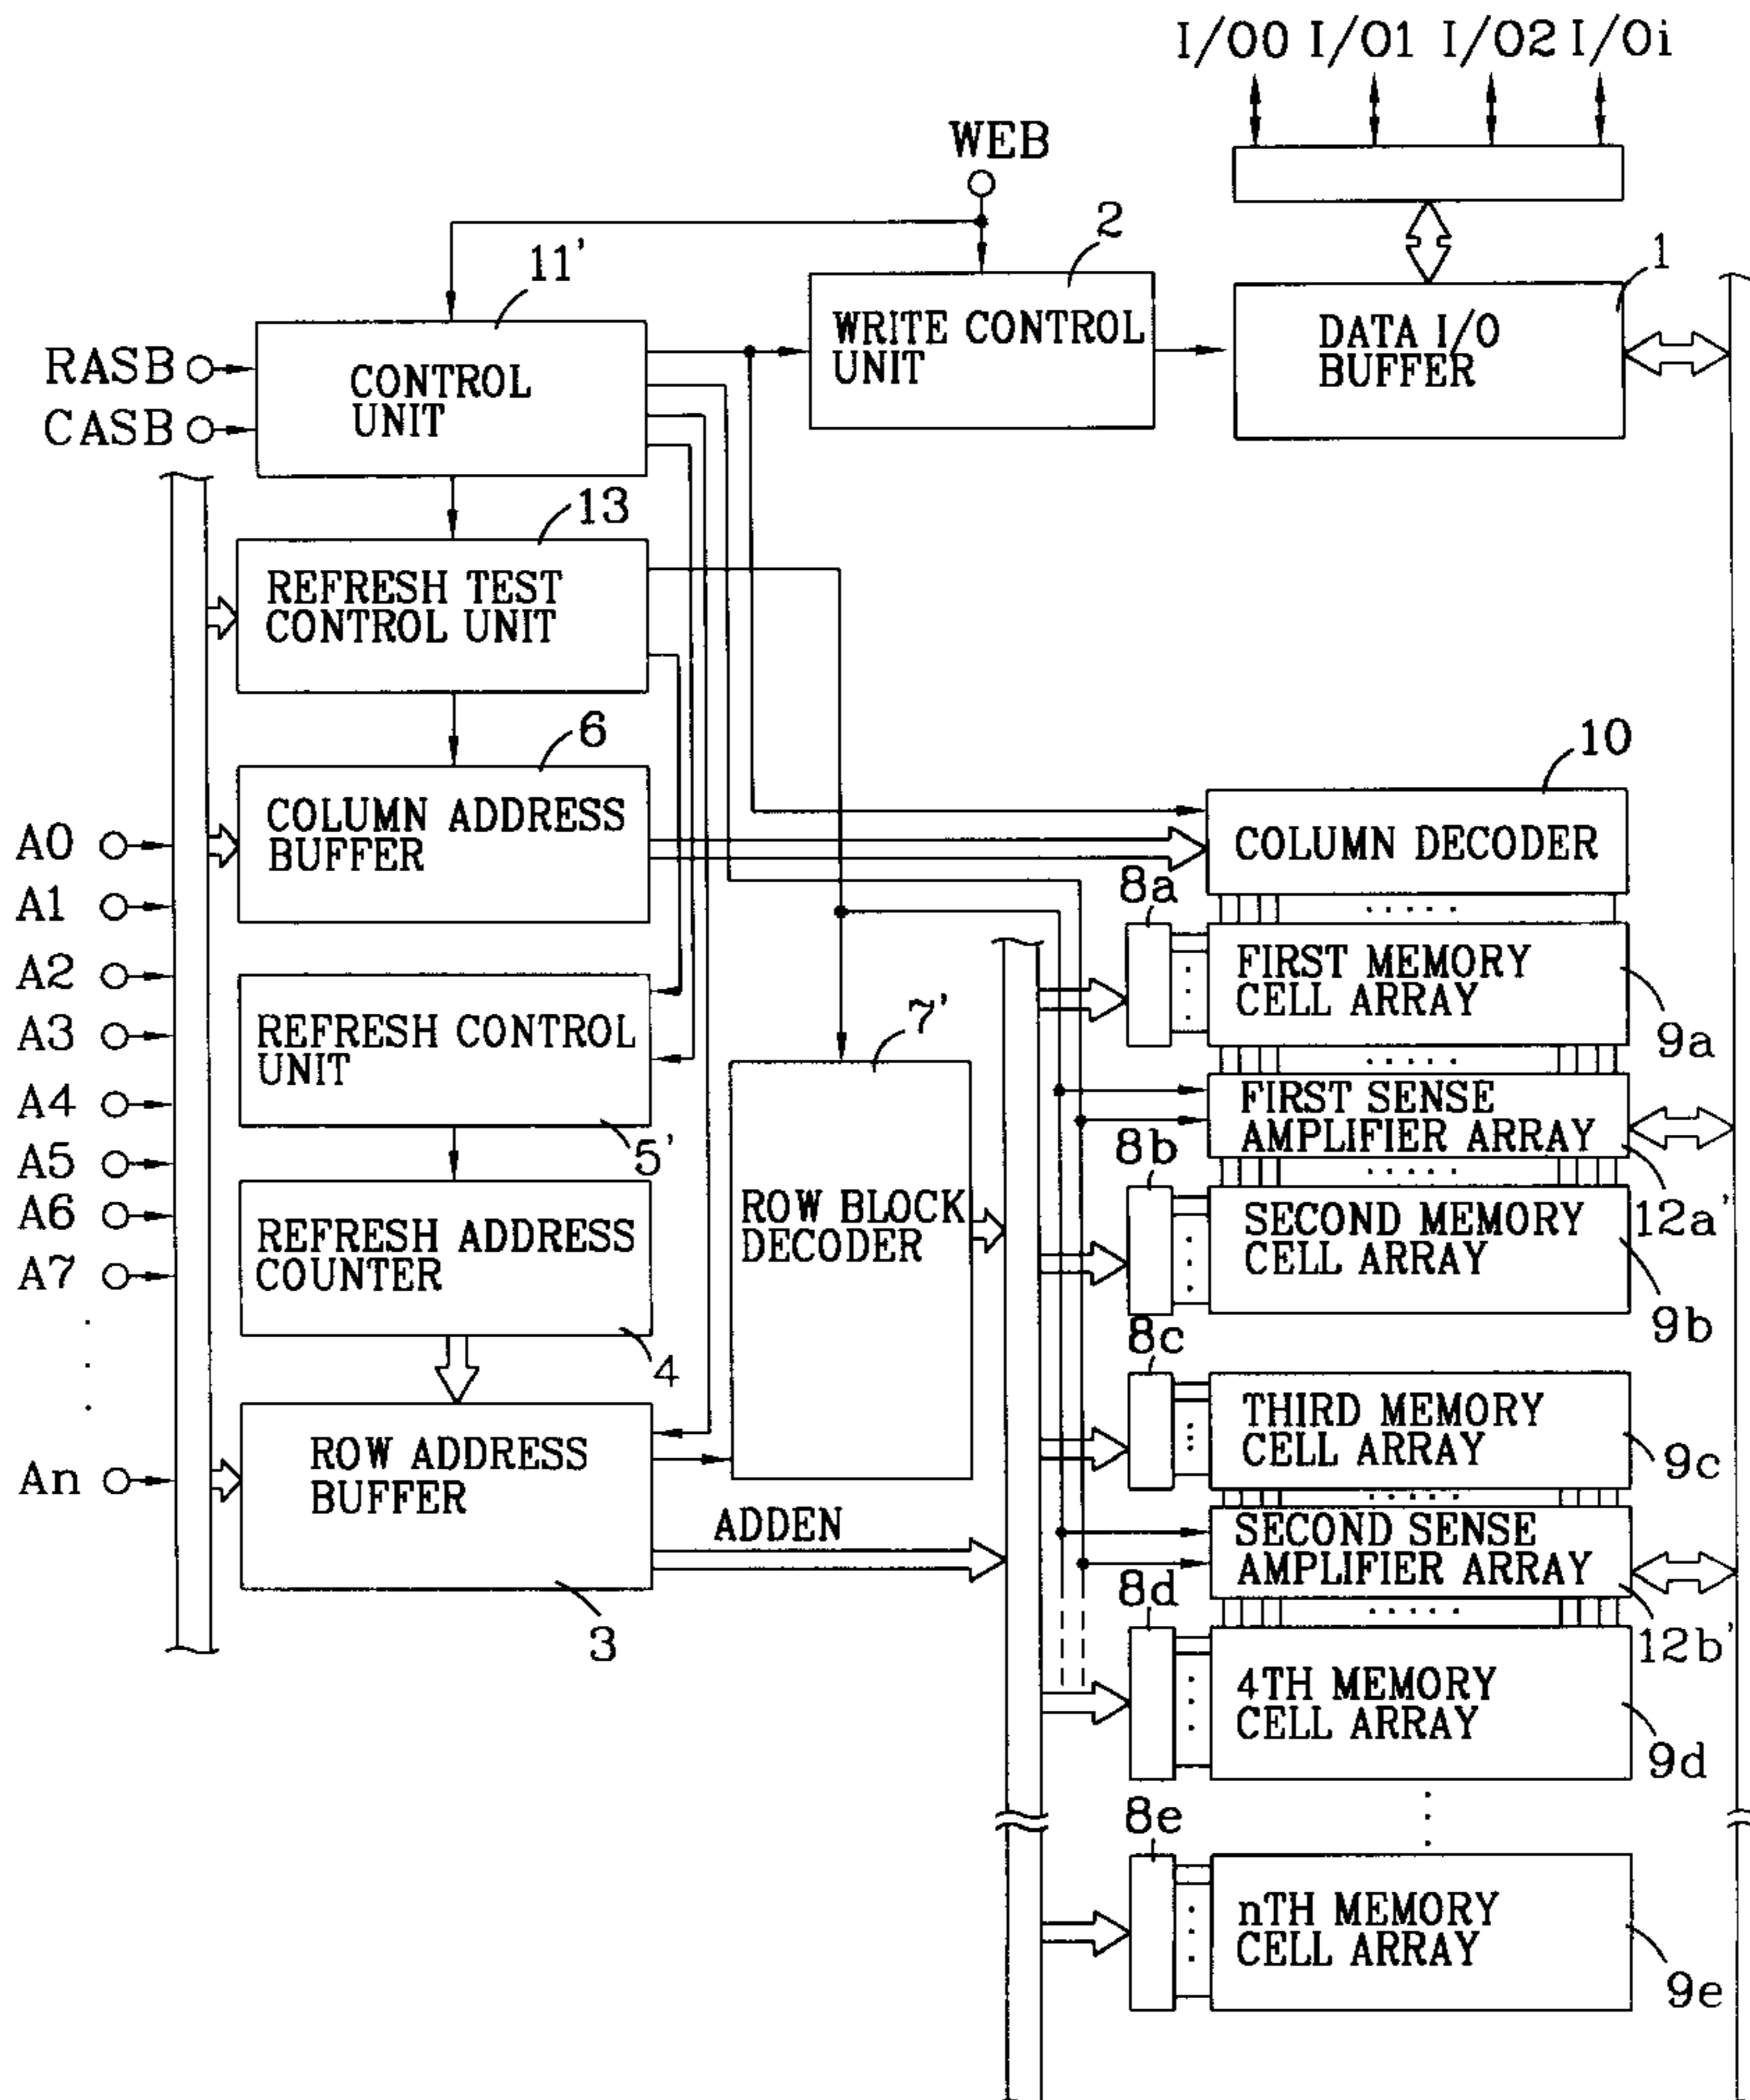 I/O0 I/O1 I/O2 I/Oi
WEB
2
1
11'
WRITE CONTROL
UNIT
DATA I/O
BUFFER
RASB
CASB
CONTROL
UNIT
13
REFRESH TEST
CONTROL UNIT
6
10
COLUMN ADDRESS
BUFFER
COLUMN DECODER
A0
A1
A2
A3
A4
A5
A6
A7
An
8a
FIRST MEMORY
CELL ARRAY
9a
REFRESH CONTROL
UNIT
5'
7'
FIRST SENSE
AMPLIFIER ARRAY
12a'
8b
ROW BLOCK
DECODER
SECOND MEMORY
CELL ARRAY
9b
REFRESH ADDRESS
COUNTER
4
8c
THIRD MEMORY
CELL ARRAY
9c
ROW ADDRESS
BUFFER
3
ADDEN
SECOND SENSE
AMPLIFIER ARRAY
12b'
8d
4TH MEMORY
CELL ARRAY
9d
8e
nTH MEMORY
CELL ARRAY
9e